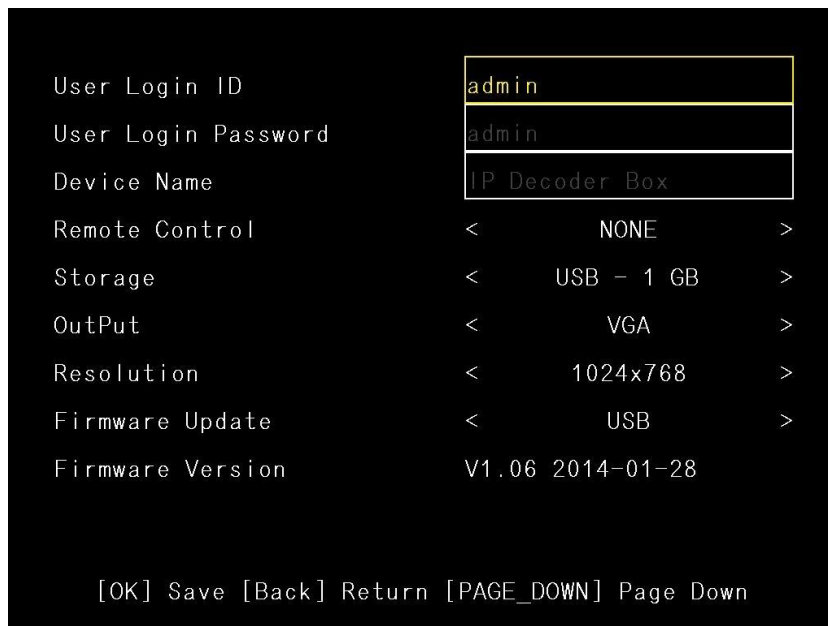 User Login ID admin
User Login Password admin
Device Name IP Decoder Box
Remote Control < NONE >
Storage < USB - 1 GB >
OutPut < VGA >
Resolution < 1024x768 >
Firmware Update < USB >
Firmware Version V1.06 2014-01-28
[OK] Save [Back] Return [PAGE_DOWN] Page Down